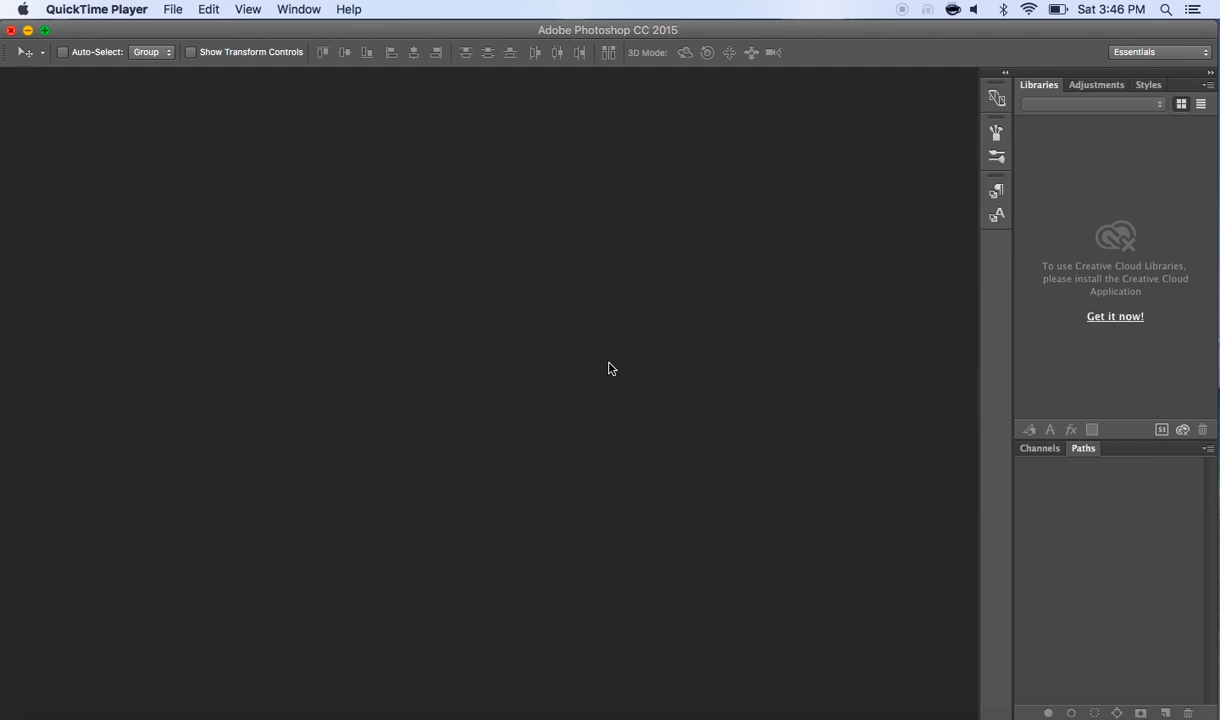 QuickTime Player File Edit View Window Help Sat 3:46 PM
Adobe Photoshop CC 2015
Auto-Select: Group Show Transform Controls 3D Mode: Essentials
Libraries Adjustments Styles
To use Creative Cloud Libraries,
please install the Creative Cloud
Application
Get it now!
A fx St
Channels Paths